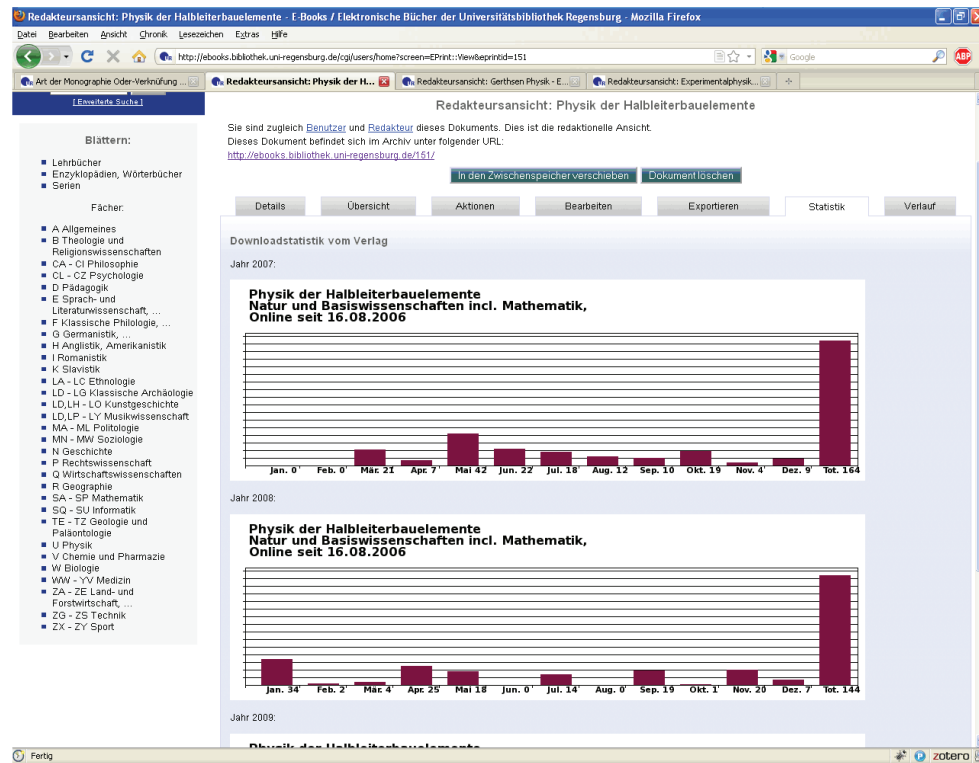 Redakteursansicht: Physik der Halbleiterbauelemente - E-Books / Elektronische Bücher der Universitätsbibliothek Regensburg - Mozilla Firefox
Datei Bearbeiten Ansicht Chronik Lesezeichen Extras Hilfe
http://ebooks.bibliothek.uni-regensburg.de/cgi/users/home?screen=EPrint::View&eprintid=151
Google
ABP
Art der Monographie Oder-Verknüfung ...
Redakteursansicht: Physik der H...
Redakteursansicht: Gerthsen Physik - E...
Redakteursansicht: Experimentalphysik...
[Erweiterte Suche]
Blättern:
Lehrbücher
Enzyklopädien, Wörterbücher
Serien
Fächer:
A Allgemeines
B Theologie und
Religionswissenschaften
CA - CI Philosophie
CL - CZ Psychologie
D Pädagogik
E Sprach- und
Literaturwissenschaft, ...
F Klassische Philologie, ...
G Germanistik, ...
H Anglistik, Amerikanistik
I Romanistik
K Slavistik
LA - LC Ethnologie
LD - LG Klassische Archäologie
LD,LH - LO Kunstgeschichte
LD,LP - LY Musikwissenschaft
MA - ML Politologie
MN - MW Soziologie
N Geschichte
P Rechtswissenschaft
Q Wirtschaftswissenschaften
R Geographie
SA - SP Mathematik
SQ - SU Informatik
TE - TZ Geologie und
Paläontologie
U Physik
V Chemie und Pharmazie
W Biologie
WW - YV Medizin
ZA - ZE Land- und
Forstwirtschaft, ...
ZG - ZS Technik
ZX - ZY Sport
Redakteursansicht: Physik der Halbleiterbauelemente
Sie sind zugleich Benutzer und Redakteur dieses Dokuments. Dies ist die redaktionelle Ansicht.
Dieses Dokument befindet sich im Archiv unter folgender URL:
http://ebooks.bibliothek.uni-regensburg.de/151/
In den Zwischenspeicher verschieben Dokument löschen
Details Übersicht Aktionen Bearbeiten Exportieren Statistik Verlauf
Downloadstatistik vom Verlag
Jahr 2007:
Physik der Halbleiterbauelemente
Natur und Basiswissenschaften incl. Mathematik,
Online seit 16.08.2006
Jan. 0 Feb. 0 Mär. 21 Apr. 7 Mai 42 Jun. 22 Jul. 18 Aug. 12 Sep. 10 Okt. 19 Nov. 4 Dez. 9 Tot. 164
Jahr 2008:
Physik der Halbleiterbauelemente
Natur und Basiswissenschaften incl. Mathematik,
Online seit 16.08.2006
Jan. 34 Feb. 2 Mär. 4 Apr. 25 Mai 18 Jun. 0 Jul. 14 Aug. 0 Sep. 19 Okt. 1 Nov. 20 Dez. 7 Tot. 144
Jahr 2009:
Physik der Halbleiterbauelemente
Fertig
zotero